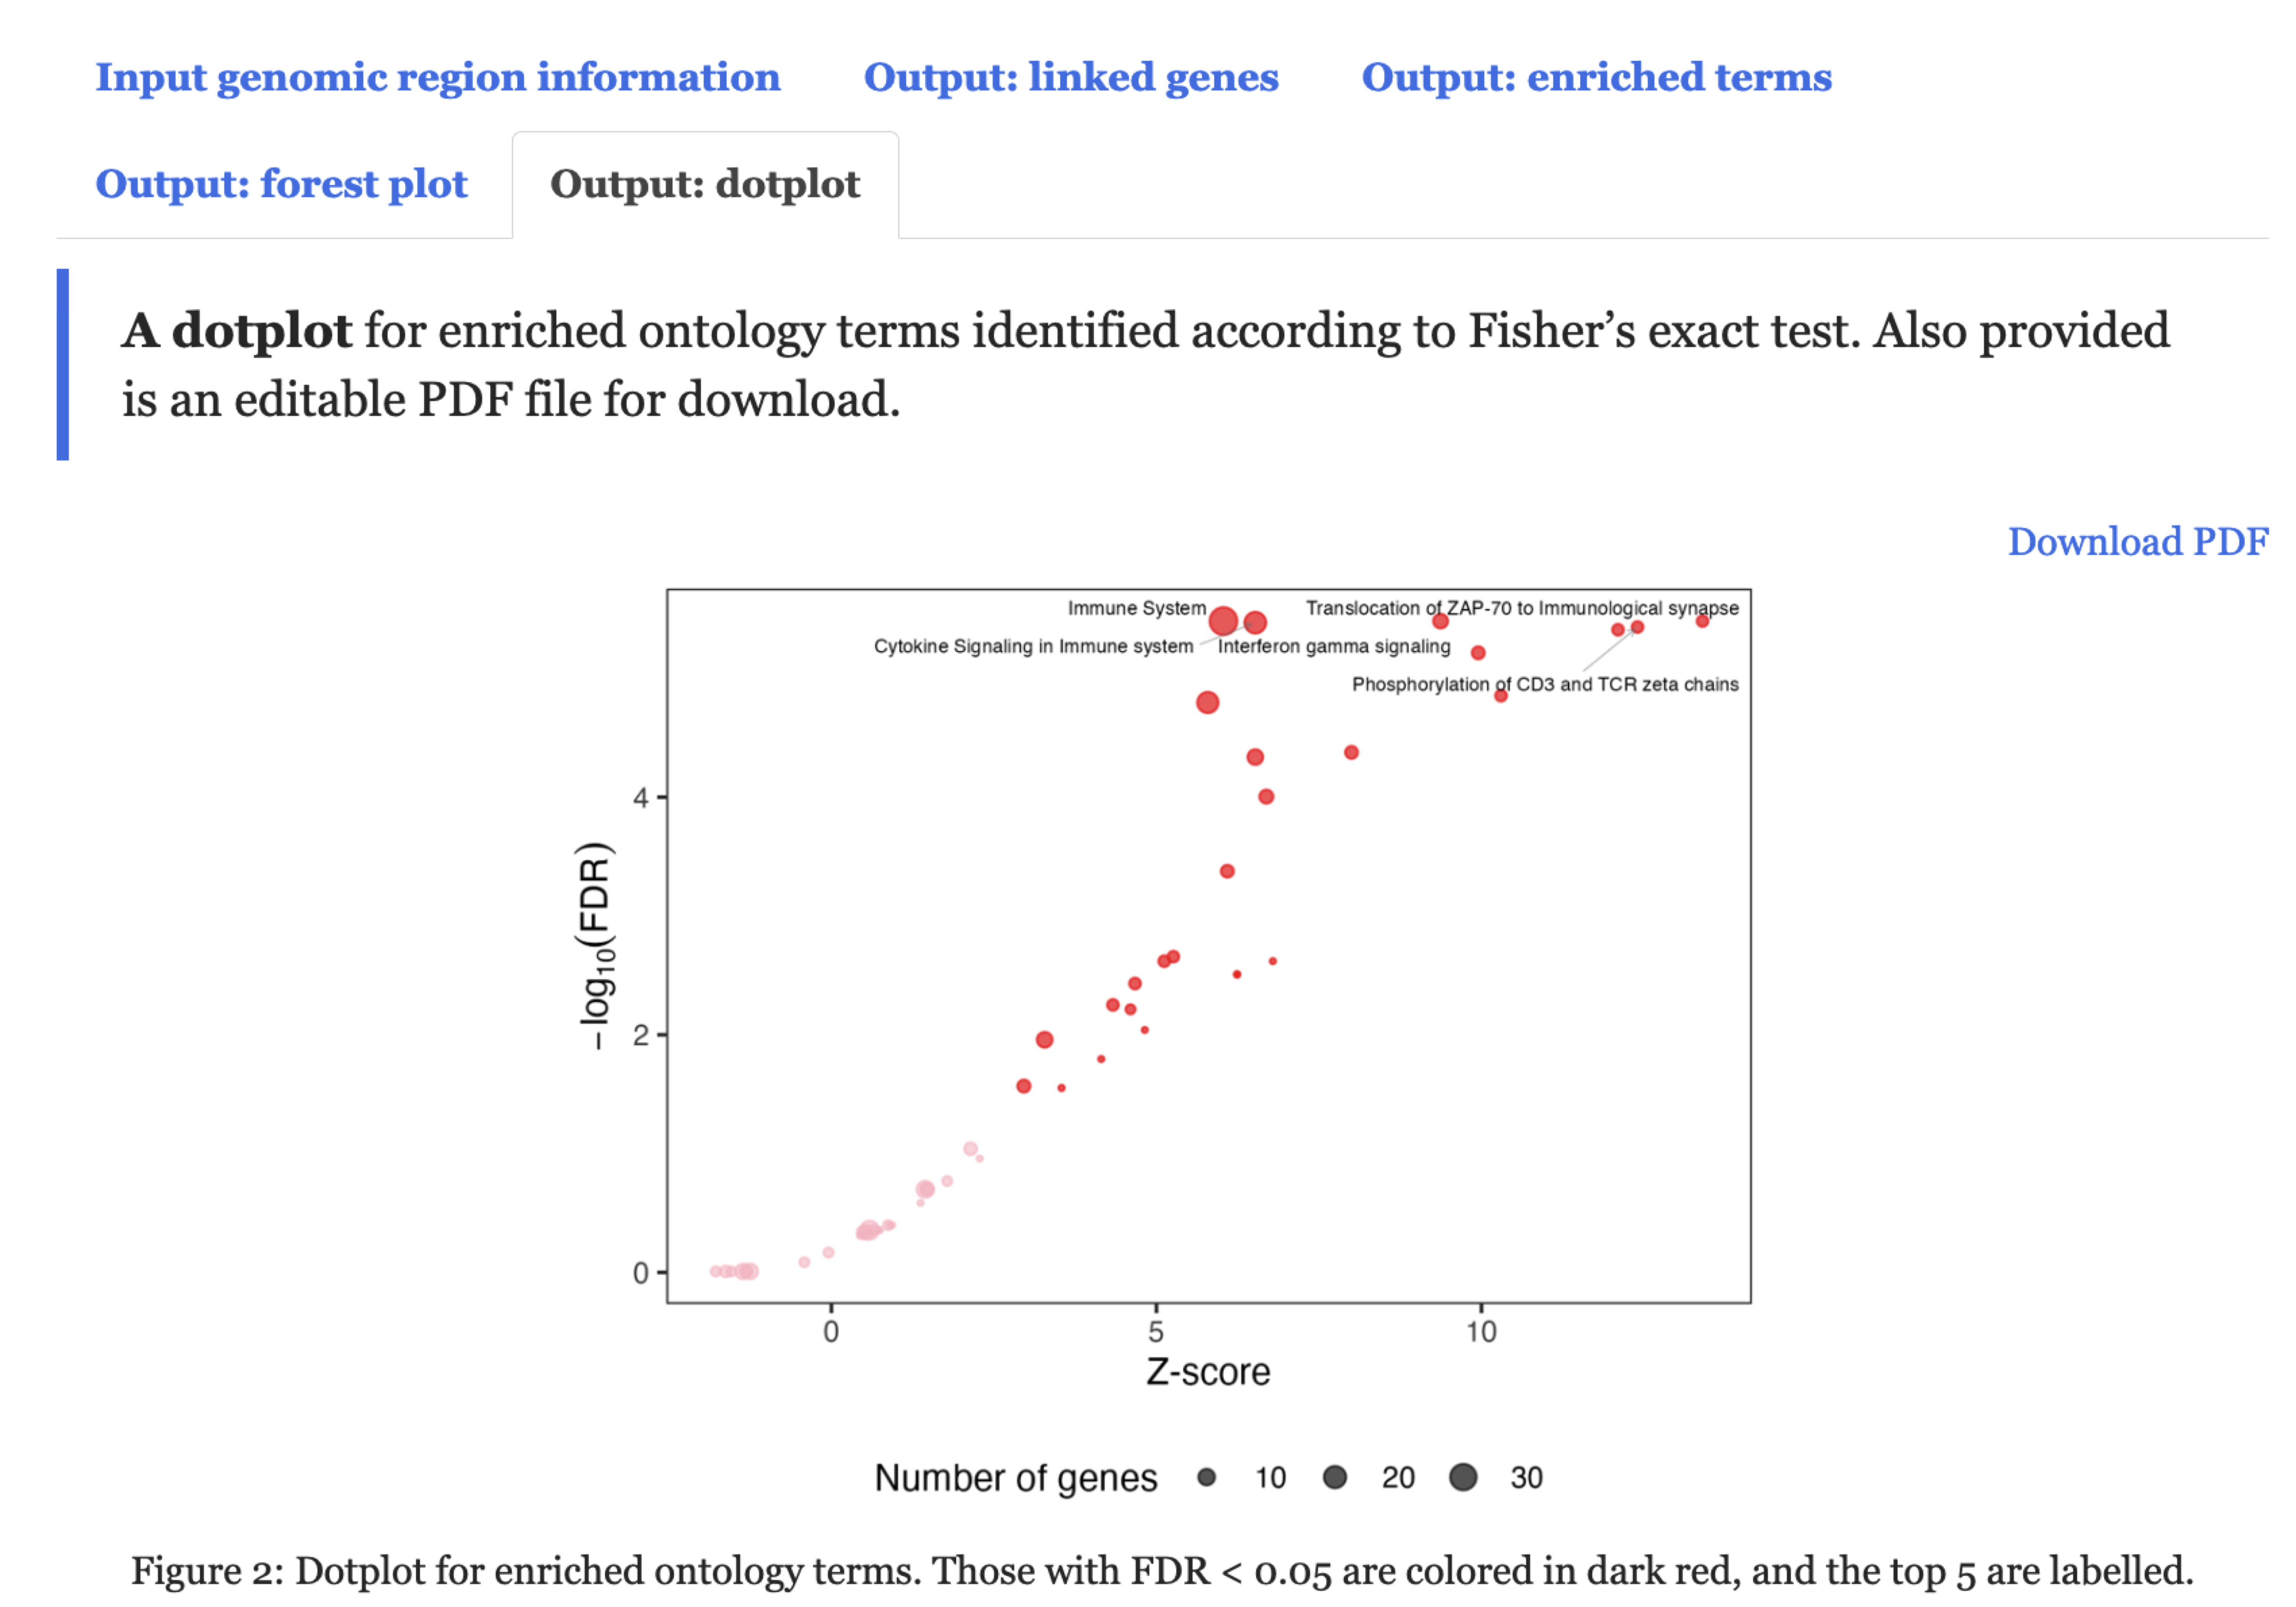 Input genomic region information Output: linked genes Output: enriched terms
Output: forest plot Output: dotplot
A dotplot for enriched ontology terms identified according to Fisher’s exact test. Also provided
is an editable PDF file for download.
Download PDF
Immune System Translocation of ZAP-70 to Immunological synapse
Cytokine Signaling in Immune system Interferon gamma signaling
Phosphorylation of CD3 and TCR zeta chains
4
2
0
−log10(FDR)
0 5 10
Z-score
Number of genes 10 20 30
Figure 2: Dotplot for enriched ontology terms. Those with FDR < 0.05 are colored in dark red, and the top 5 are labelled.